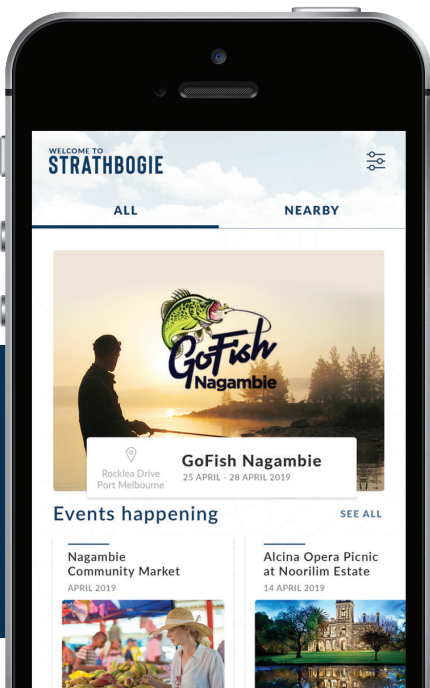 WELCOME TO
STRATHBOGIE
ALL
NEARBY
GoFish
Nagambie
Rocklea Drive
Port Melbourne
GoFish Nagambie
25 APRIL - 28 APRIL 2019
Events happening
SEE ALL
Nagambie
Community Market
APRIL 2019
Alcina Opera Picnic
at Noorilim Estate
14 APRIL 2019